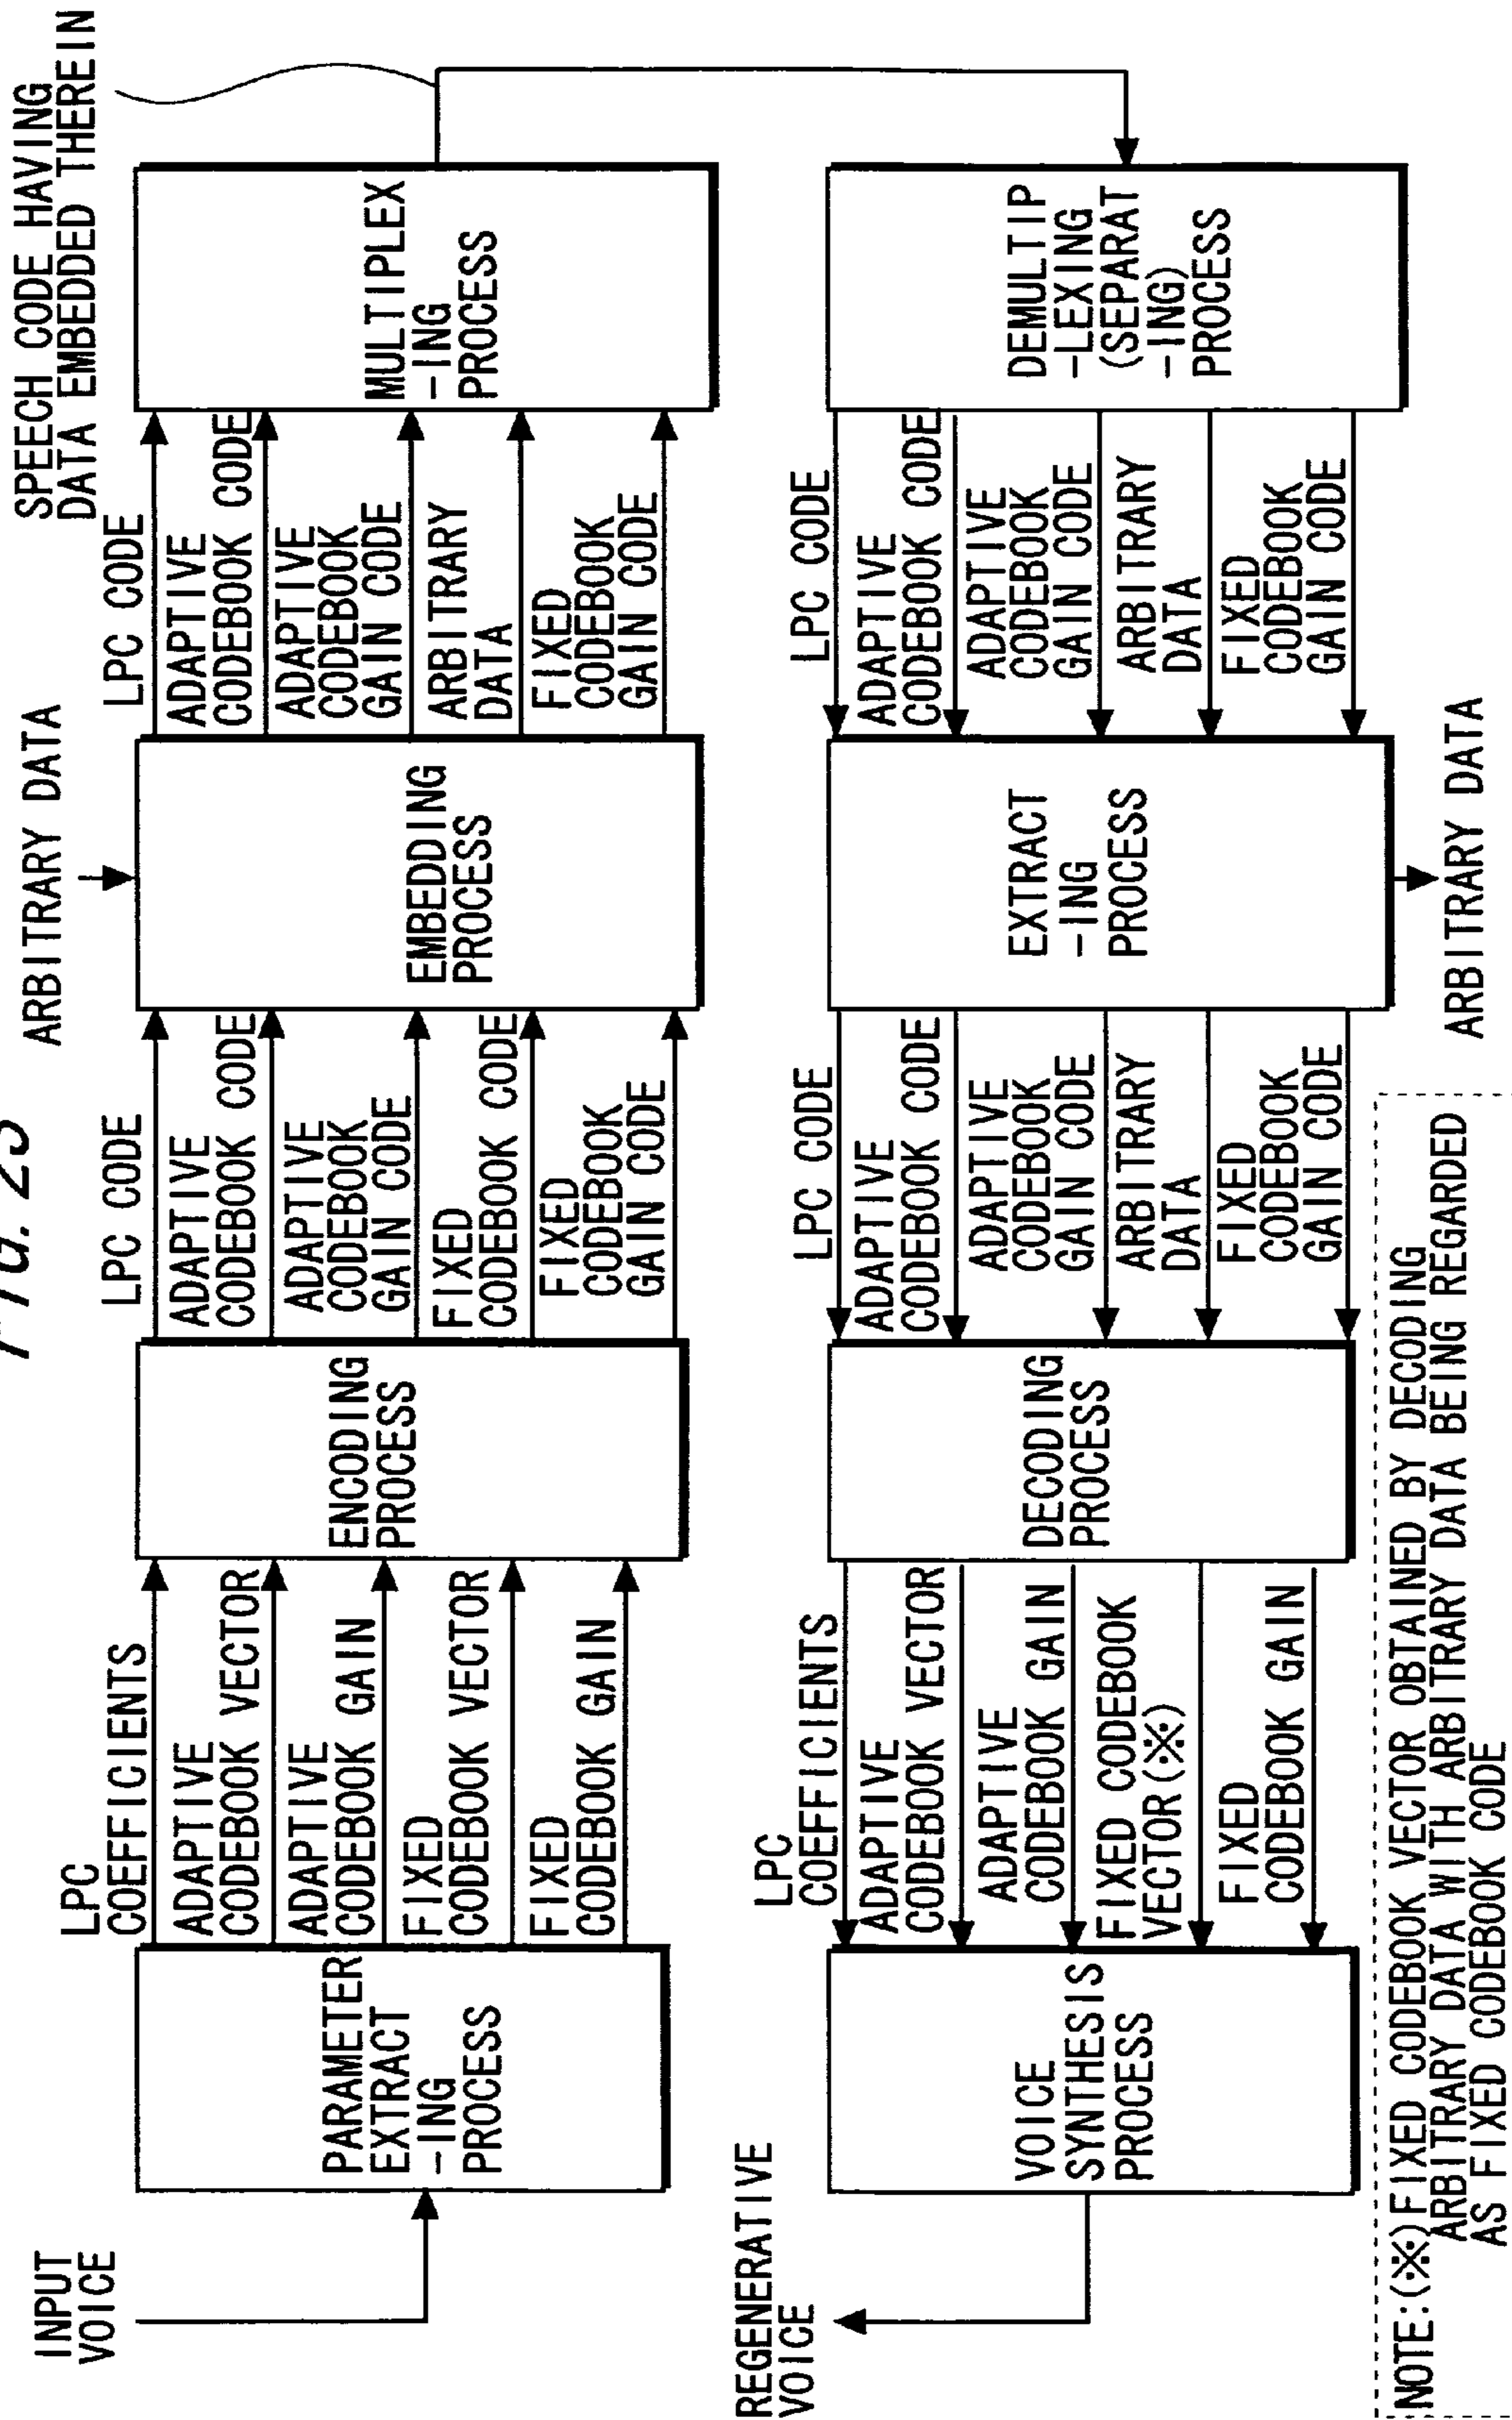 ARBITRARY DATA
SPEECH CODE HAVING
DATA EMBEDDED THEREIN
INPUT
VOICE
PARAMETER
EXTRACT
-ING
PROCESS
LPC
COEFFICIENTS
ADAPTIVE
CODEBOOK VECTOR
ADAPTIVE
CODEBOOK GAIN
FIXED
CODEBOOK VECTOR
FIXED
CODEBOOK GAIN
ENCODING
PROCESS
LPC CODE
ADAPTIVE
CODEBOOK CODE
ADAPTIVE
CODEBOOK
GAIN CODE
FIXED
CODEBOOK CODE
FIXED
CODEBOOK
GAIN CODE
EMBEDDING
PROCESS
LPC CODE
ADAPTIVE
CODEBOOK CODE
ADAPTIVE
CODEBOOK
GAIN CODE
ARBITRARY
DATA
FIXED
CODEBOOK
GAIN CODE
MULTIPLEX
-ING
PROCESS
REGENERATIVE
VOICE
VOICE
SYNTHESIS
PROCESS
LPC
COEFFICIENTS
ADAPTIVE
CODEBOOK VECTOR
ADAPTIVE
CODEBOOK GAIN
FIXED CODEBOOK
VECTOR(※)
FIXED
CODEBOOK GAIN
DECODING
PROCESS
LPC CODE
ADAPTIVE
CODEBOOK CODE
ADAPTIVE
CODEBOOK
GAIN CODE
ARBITRARY
DATA
FIXED
CODEBOOK
GAIN CODE
EXTRACT
-ING
PROCESS
LPC CODE
ADAPTIVE
CODEBOOK CODE
ADAPTIVE
CODEBOOK
GAIN CODE
ARBITRARY
DATA
FIXED
CODEBOOK
GAIN CODE
DEMULTIP
-LEXING
(SEPARAT
-ING)
PROCESS
ARBITRARY DATA
NOTE:(※)FIXED CODEBOOK VECTOR OBTAINED BY DECODING
ARBITRARY DATA WITH ARBITRARY DATA BEING REGARDED
AS FIXED CODEBOOK CODE